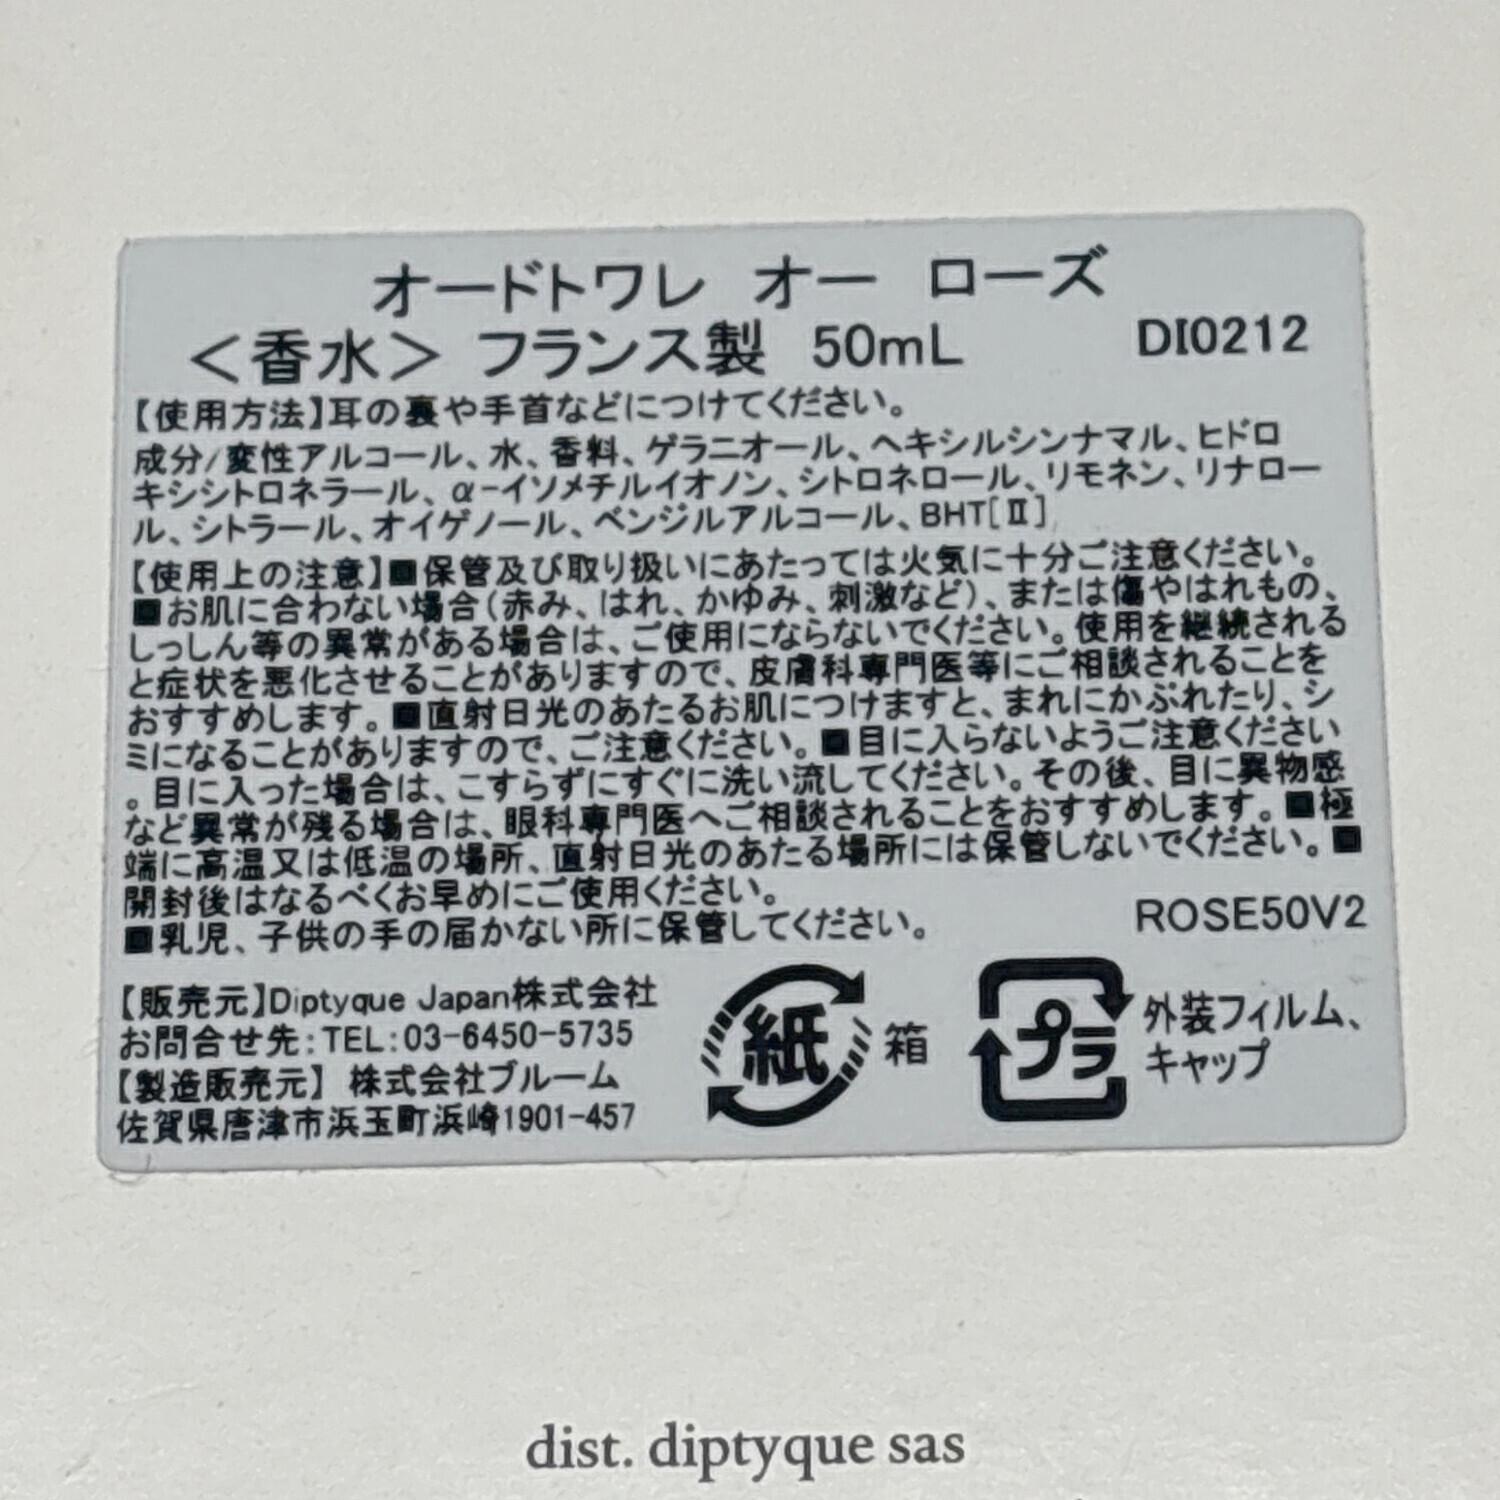 オードトワレ オー ローズ
＜香水＞ フランス製 50mL DI0212
【使用方法】耳の裏や手首などにつけてください。
成分/変性アルコール、水、香料、ゲラニオール、ヘキシルシンナマル、ヒドロ
キシシトロネラール、α-イソメチルイオノン、シトロネロール、リモネン、リナロー
ル、シトラール、オイゲノール、ベンジルアルコール、BHT[Ⅱ]
【使用上の注意】■保管及び取り扱いにあたっては火気に十分ご注意ください。
■お肌に合わない場合(赤み、はれ、かゆみ、刺激など)、または傷やはれもの、
しっしん等の異常がある場合は、ご使用にならないでください。使用を継続される
と症状を悪化させることがありますので、皮膚科専門医等にご相談されることを
おすすめします。■直射日光のあたるお肌につけますと、まれにかぶれたり、シ
ミになることがありますので、ご注意ください。■目に入らないようご注意ください
。目に入った場合は、こすらずにすぐに洗い流してください。その後、目に異物感
など異常が残る場合は、眼科専門医へご相談されることをおすすめします。■極
端に高温又は低温の場所、直射日光のあたる場所には保管しないでください。■
開封後はなるべくお早めにご使用ください。
■乳児、子供の手の届かない所に保管してください。 ROSE50V2
【販売元】Diptyque Japan株式会社
お問合せ先:TEL:03-6450-5735
【製造販売元】 株式会社ブルーム
佐賀県唐津市浜玉町浜崎1901-457
紙 箱
プラ 外装フィルム、
キャップ
dist. diptyque sas